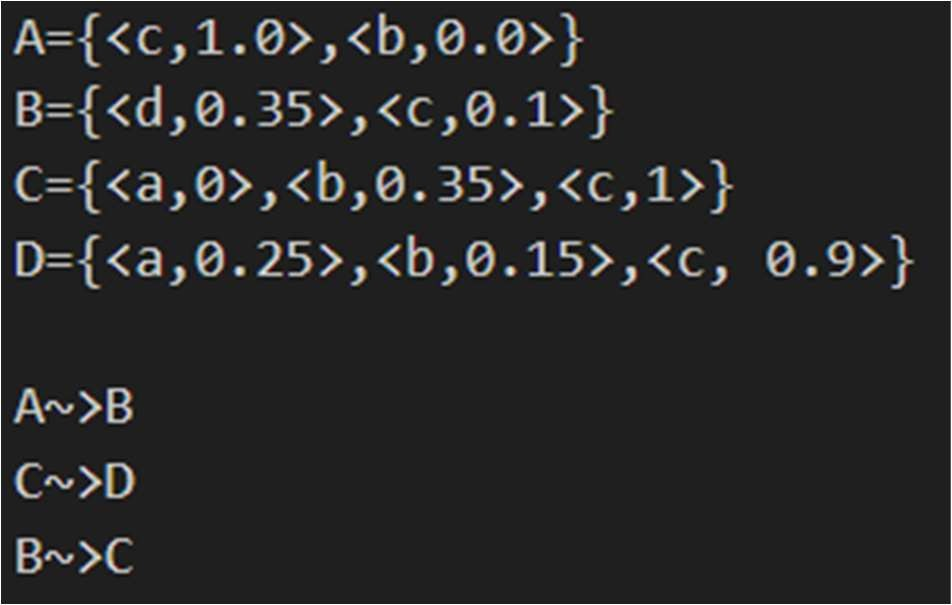 A={<c,1.0>,<b,0.0>}
B={<d,0.35>,<c,0.1>}
C={<a,0>,<b,0.35>,<c,1>}
D={<a,0.25>,<b,0.15>,<c, 0.9>}
A~>B
C~>D
B~>C